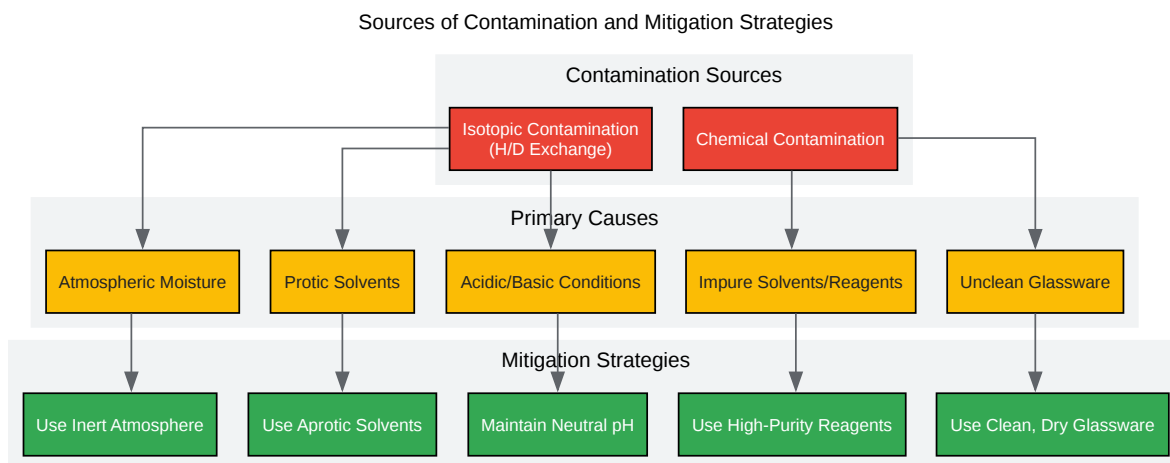 Sources of Contamination and Mitigation Strategies
Contamination Sources
Isotopic Contamination
(H/D Exchange)
Chemical Contamination
Primary Causes
Atmospheric Moisture
Protic Solvents
Acidic/Basic Conditions
Impure Solvents/Reagents
Unclean Glassware
Mitigation Strategies
Use Inert Atmosphere
Use Aprotic Solvents
Maintain Neutral pH
Use High-Purity Reagents
Use Clean, Dry Glassware